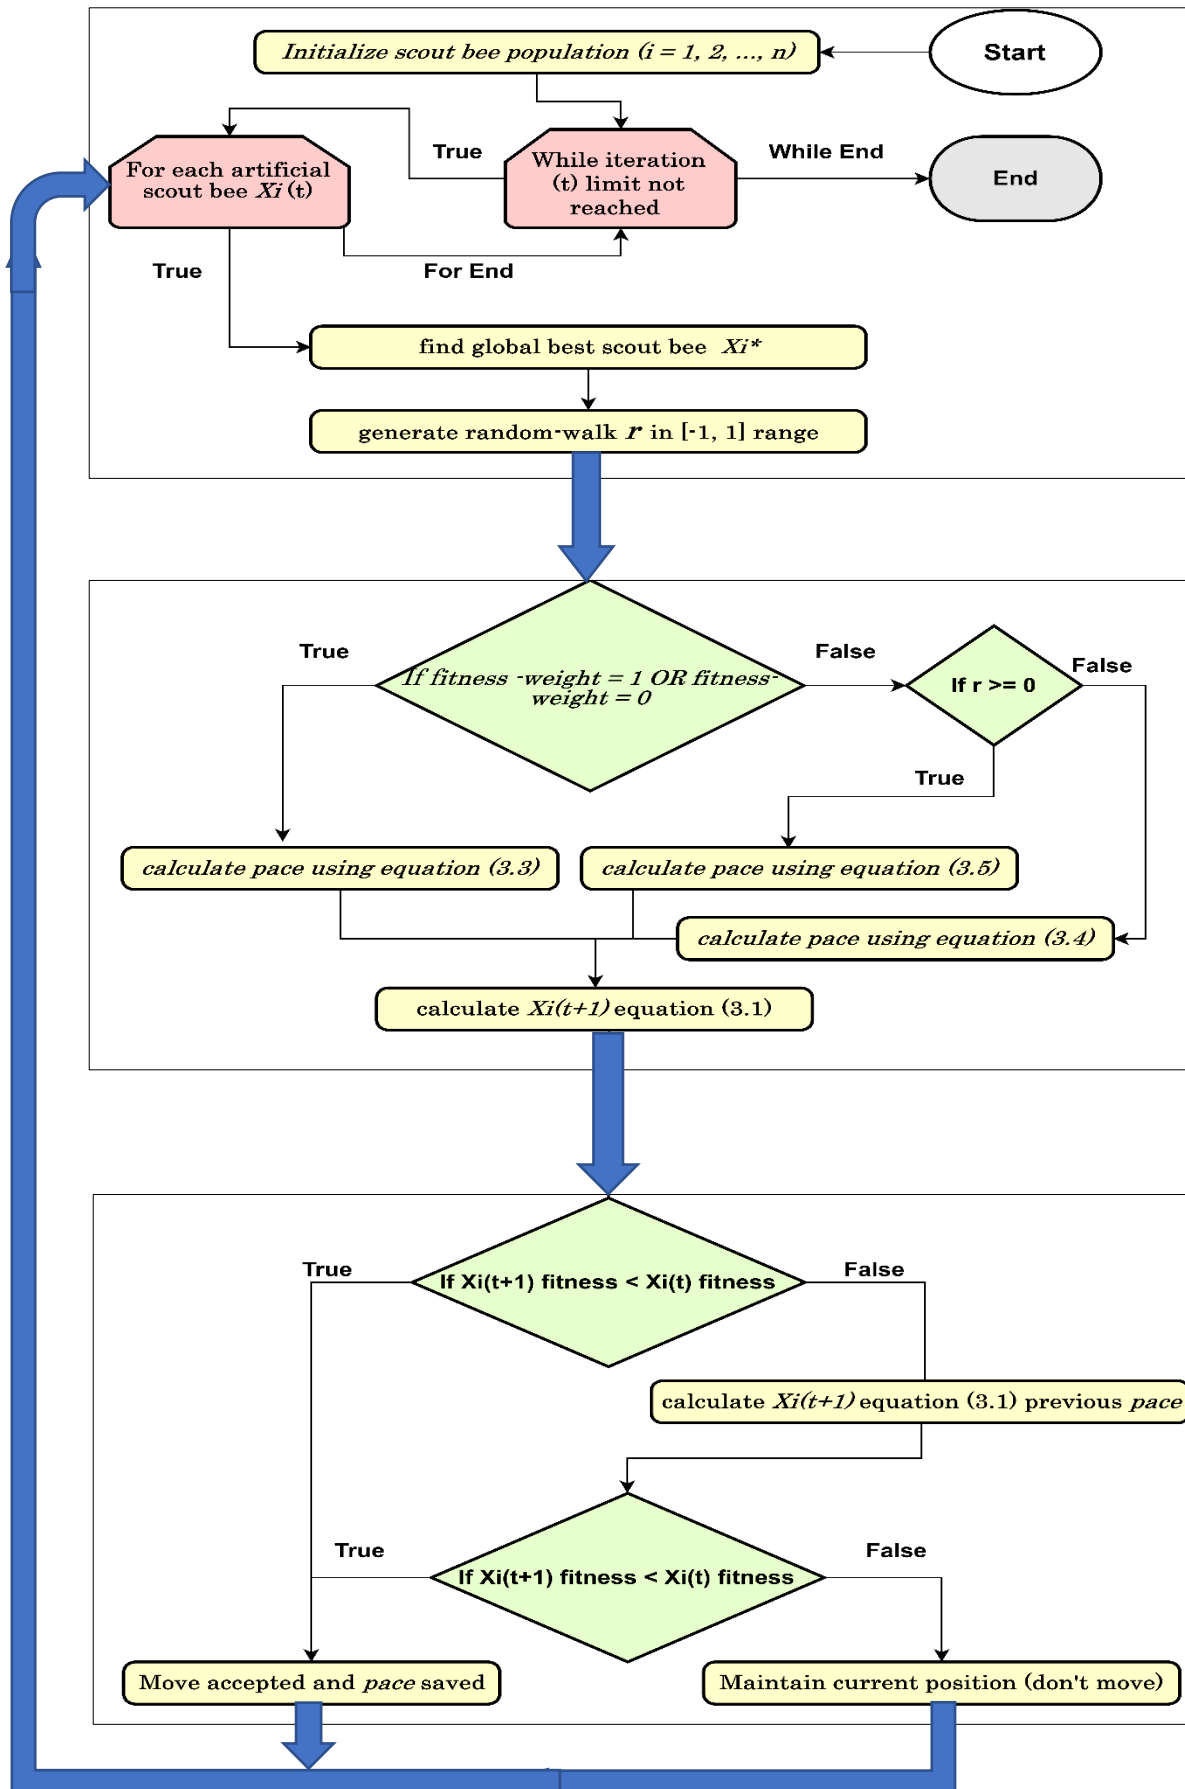 Initialize scout bee population (i = 1, 2, ..., n)
Start
For each artificial
scout bee Xi (t)
True
While iteration
(t) limit not
reached
While End
End
True
For End
find global best scout bee Xi*
generate random-walk r in [-1, 1] range
True
If fitness -weight = 1 OR fitness-
weight = 0
False
If r >= 0
False
True
calculate pace using equation (3.3)
calculate pace using equation (3.5)
calculate pace using equation (3.4)
calculate Xi(t+1) equation (3.1)
True
If Xi(t+1) fitness < Xi(t) fitness
False
calculate Xi(t+1) equation (3.1) previous pace
True
If Xi(t+1) fitness < Xi(t) fitness
False
Move accepted and pace saved
Maintain current position (don't move)